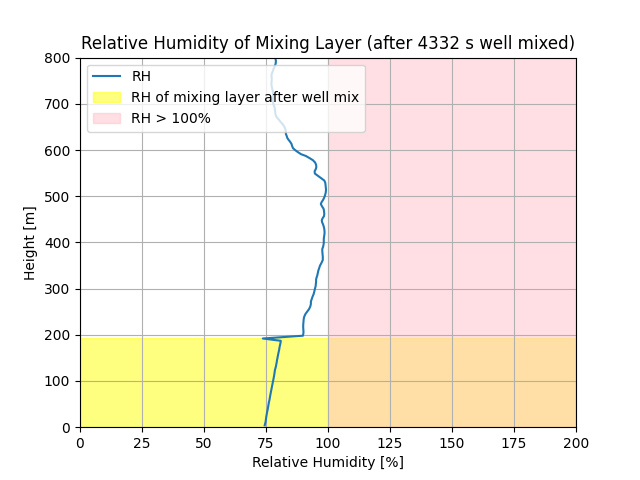 Relative Humidity of Mixing Layer (after 4332 s well mixed)
RH
RH of mixing layer after well mix
RH > 100%
800
700
600
500
400
300
200
100
0
Height [m]
0 25 50 75 100 125 150 175 200
Relative Humidity [%]